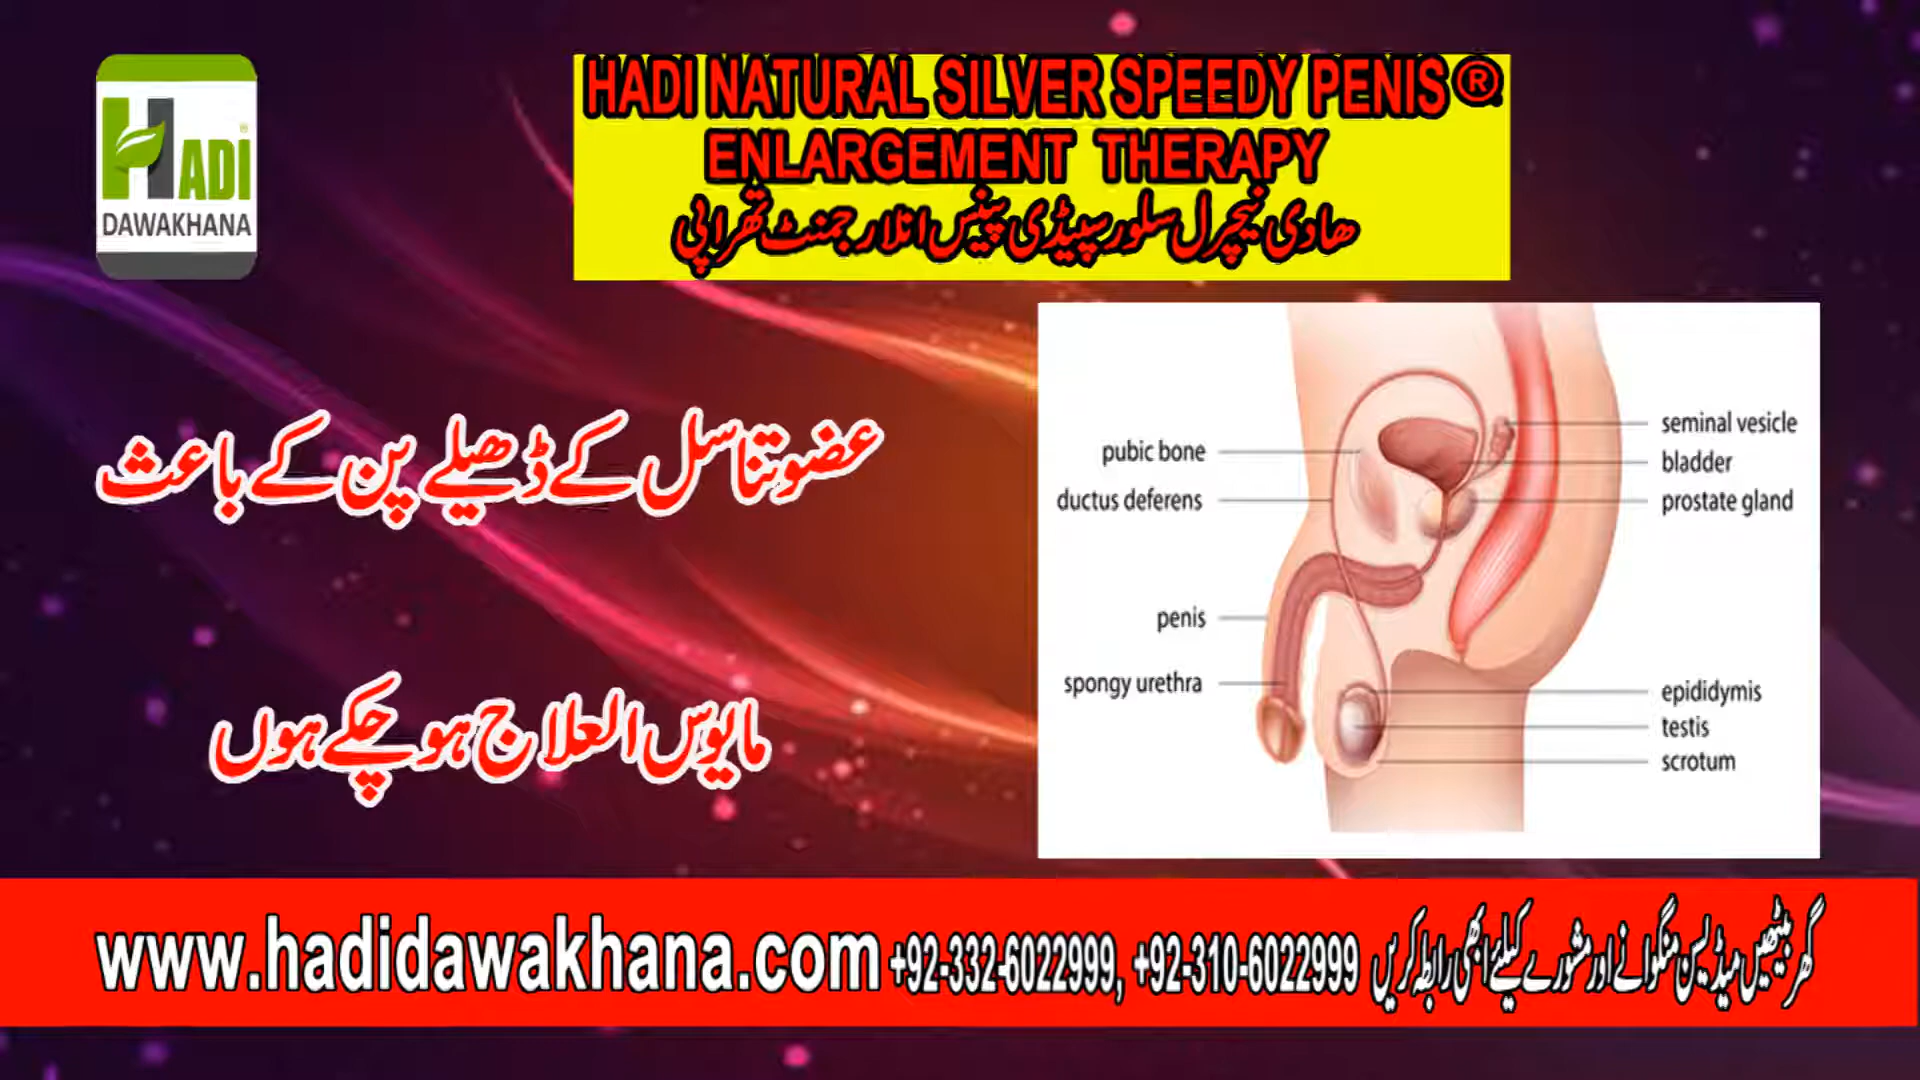 HADI
®
DAWAKHANA
HADI NATURAL SILVER SPEEDY PENIS ®
ENLARGEMENT THERAPY
ھادی نیچرل سلور سپیڈی پینس انلارجمنٹ تھراپی
عضو تناسل کے ڈھیلے پن کے باعث
مایوس العلاج ہو چکے ہوں
pubic bone
ductus deferens
penis
spongy urethra
seminal vesicle
bladder
prostate gland
epididymis
testis
scrotum
www.hadidawakhana.com +92-332-6022999, +92-310-6022999 گھر بیٹھیں میڈیسن منگوانے اور مشورے کیلئے ابھی رابطہ کریں